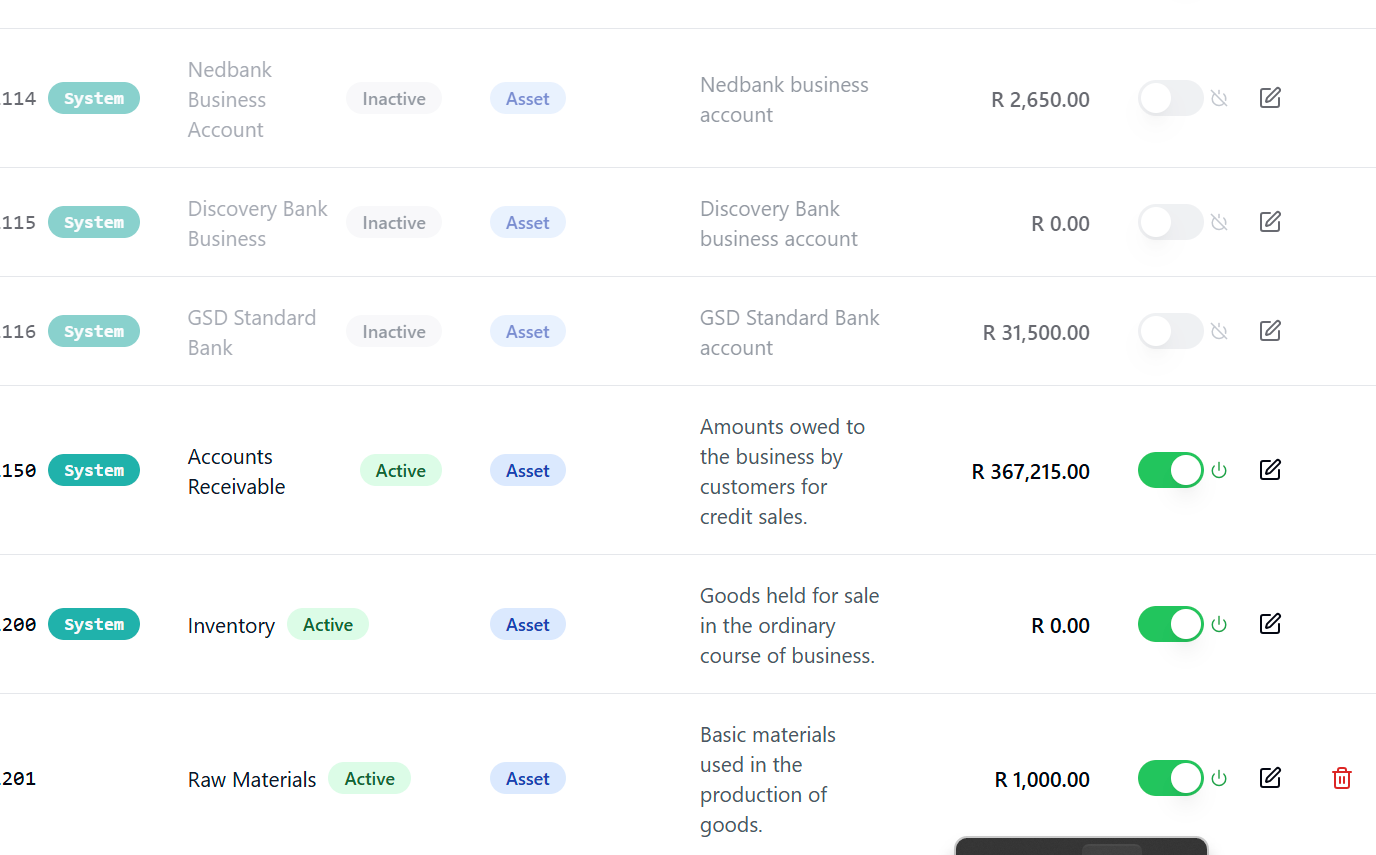 114 System Nedbank Business Account Inactive Asset Nedbank business account R 2,650.00
115 System Discovery Bank Business Inactive Asset Discovery Bank business account R 0.00
116 System GSD Standard Bank Inactive Asset GSD Standard Bank account R 31,500.00
150 System Accounts Receivable Active Asset Amounts owed to the business by customers for credit sales. R 367,215.00
200 System Inventory Active Asset Goods held for sale in the ordinary course of business. R 0.00
201 Raw Materials Active Asset Basic materials used in the production of goods. R 1,000.00